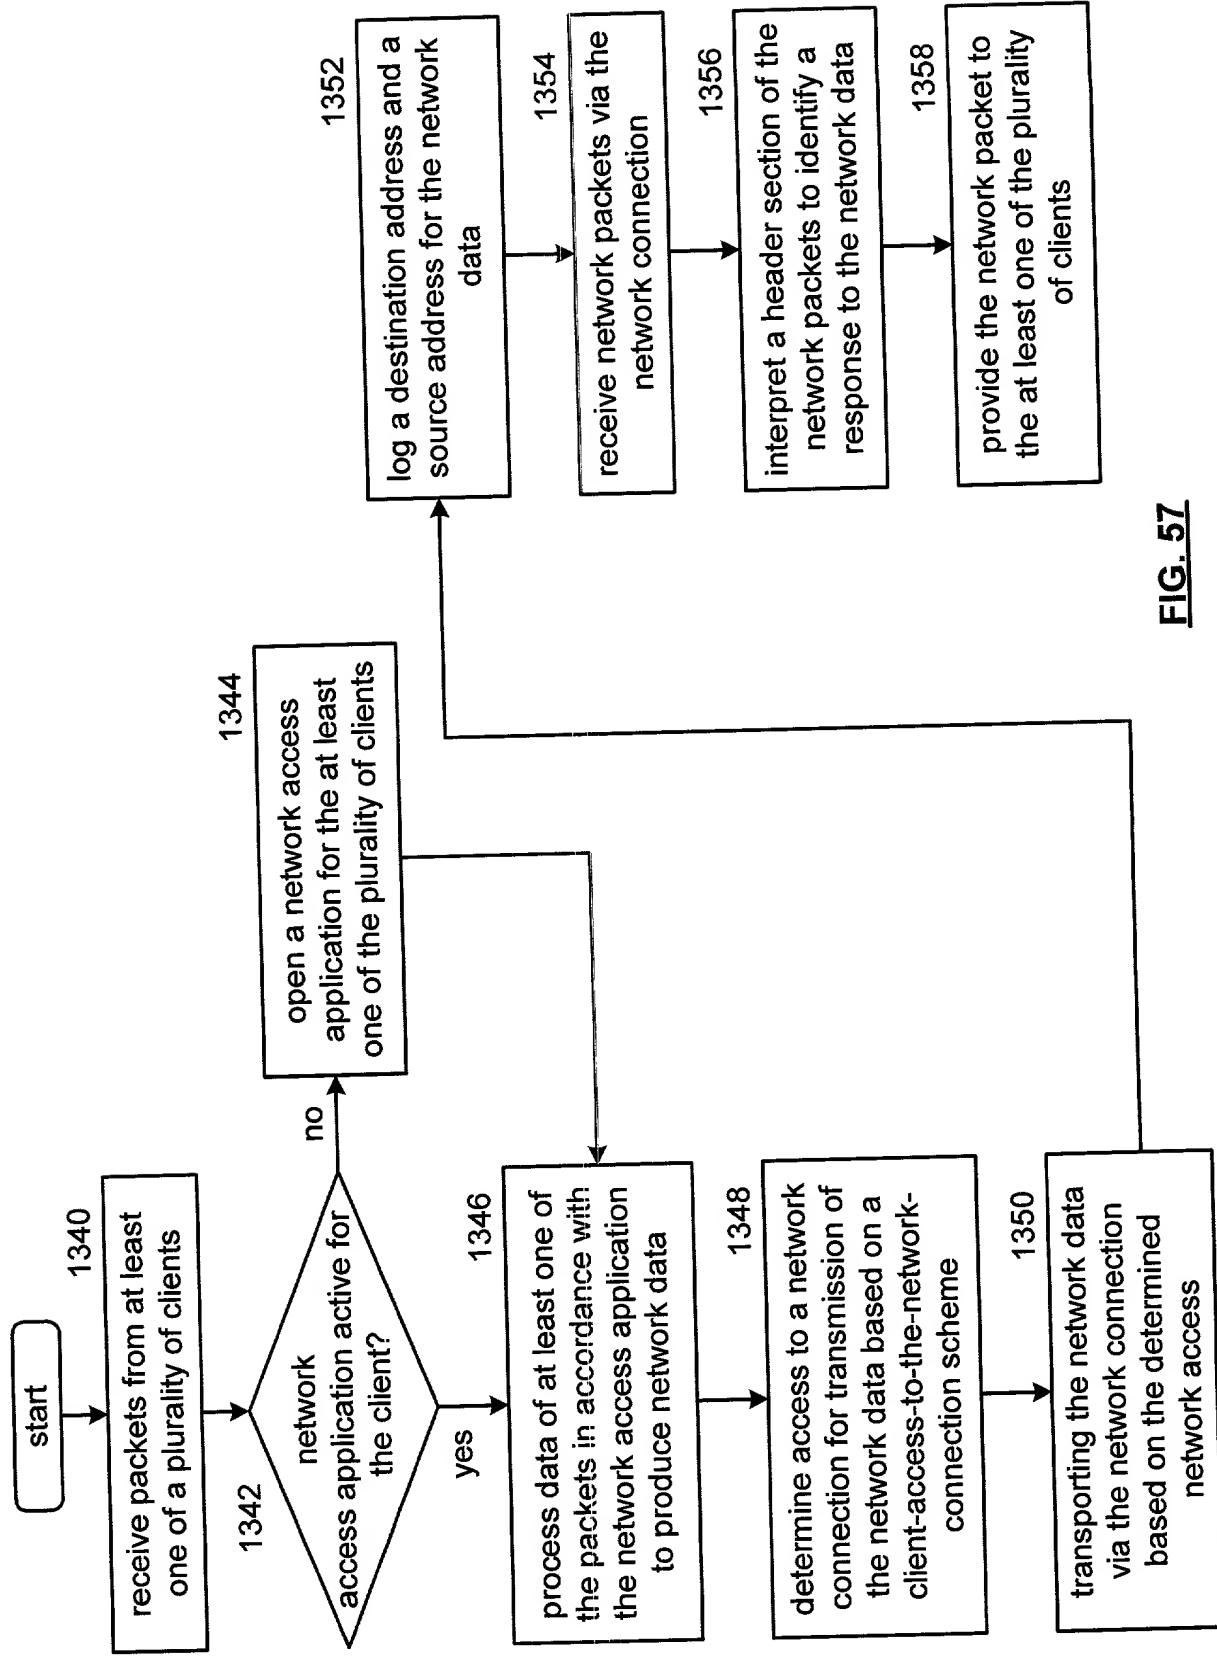 start
1340
receive packets from at least
one of a plurality of clients
1342
network
access application active for
the client?
no
yes
1344
open a network access
application for the at least
one of the plurality of clients
1346
process data of at least one of
the packets in accordance with
the network access application
to produce network data
1348
determine access to a network
connection for transmission of
the network data based on a
client-access-to-the-network-
connection scheme
1350
transporting the network data
via the network connection
based on the determined
network access
1352
log a destination address and a
source address for the network
data
1354
receive network packets via the
network connection
1356
interpret a header section of the
network packets to identify a
response to the network data
1358
provide the network packet to
the at least one of the plurality
of clients
FIG. 57